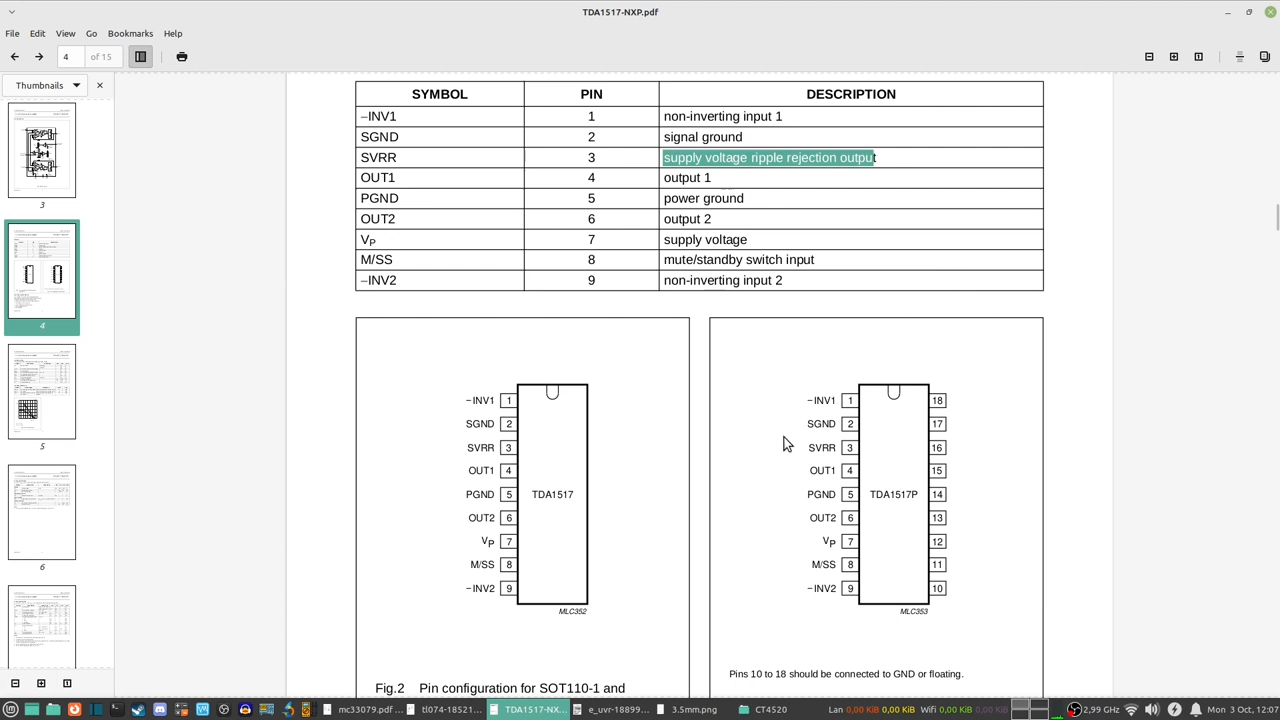 TDA1517-NXP.pdf
File Edit View Go Bookmarks Help
4 of 15
Thumbnails
3
4
5
6
SYMBOL PIN DESCRIPTION
−INV1 1 non-inverting input 1
SGND 2 signal ground
SVRR 3 supply voltage ripple rejection output
OUT1 4 output 1
PGND 5 power ground
OUT2 6 output 2
VP 7 supply voltage
M/SS 8 mute/standby switch input
−INV2 9 non-inverting input 2
−INV1 1
SGND 2
SVRR 3
OUT1 4
PGND 5 TDA1517
OUT2 6
VP 7
M/SS 8
−INV2 9
MLC352
Fig.2 Pin configuration for SOT110-1 and
−INV1 1 18
SGND 2 17
SVRR 3 16
OUT1 4 15
PGND 5 TDA1517P 14
OUT2 6 13
VP 7 12
M/SS 8 11
−INV2 9 10
MLC353
Pins 10 to 18 should be connected to GND or floating.
mc33079.pdf ... tl074-18521... TDA1517-NX... e_uvr-18899... 3.5mm.png CT4520 Lan 0,00 KiB 0,00 KiB Wifi 0,00 KiB 0,00 KiB 2,99 GHz Mon 3 Oct, 12:07